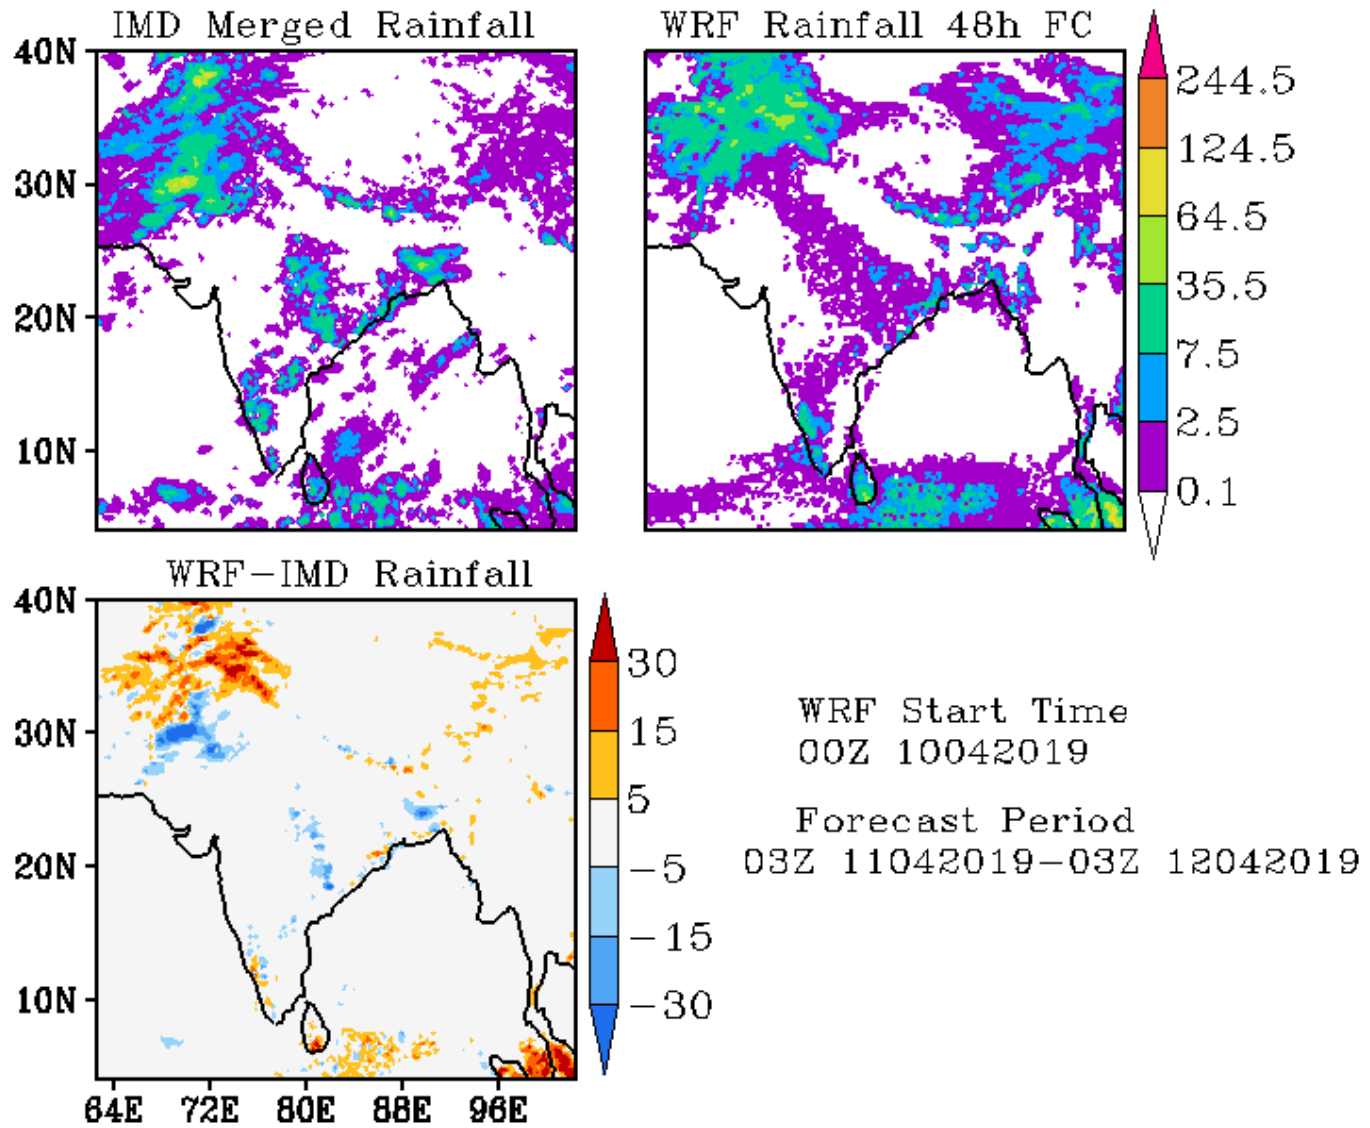 IMD Merged Rainfall
WRF Rainfall 48h FC
40N
30N
20N
10N
244.5
124.5
64.5
35.5
7.5
2.5
0.1
WRF-IMD Rainfall
40N
30N
20N
10N
64E 72E 80E 88E 96E
30
15
5
-5
-15
-30
WRF Start Time
00Z 10042019
Forecast Period
03Z 11042019-03Z 12042019